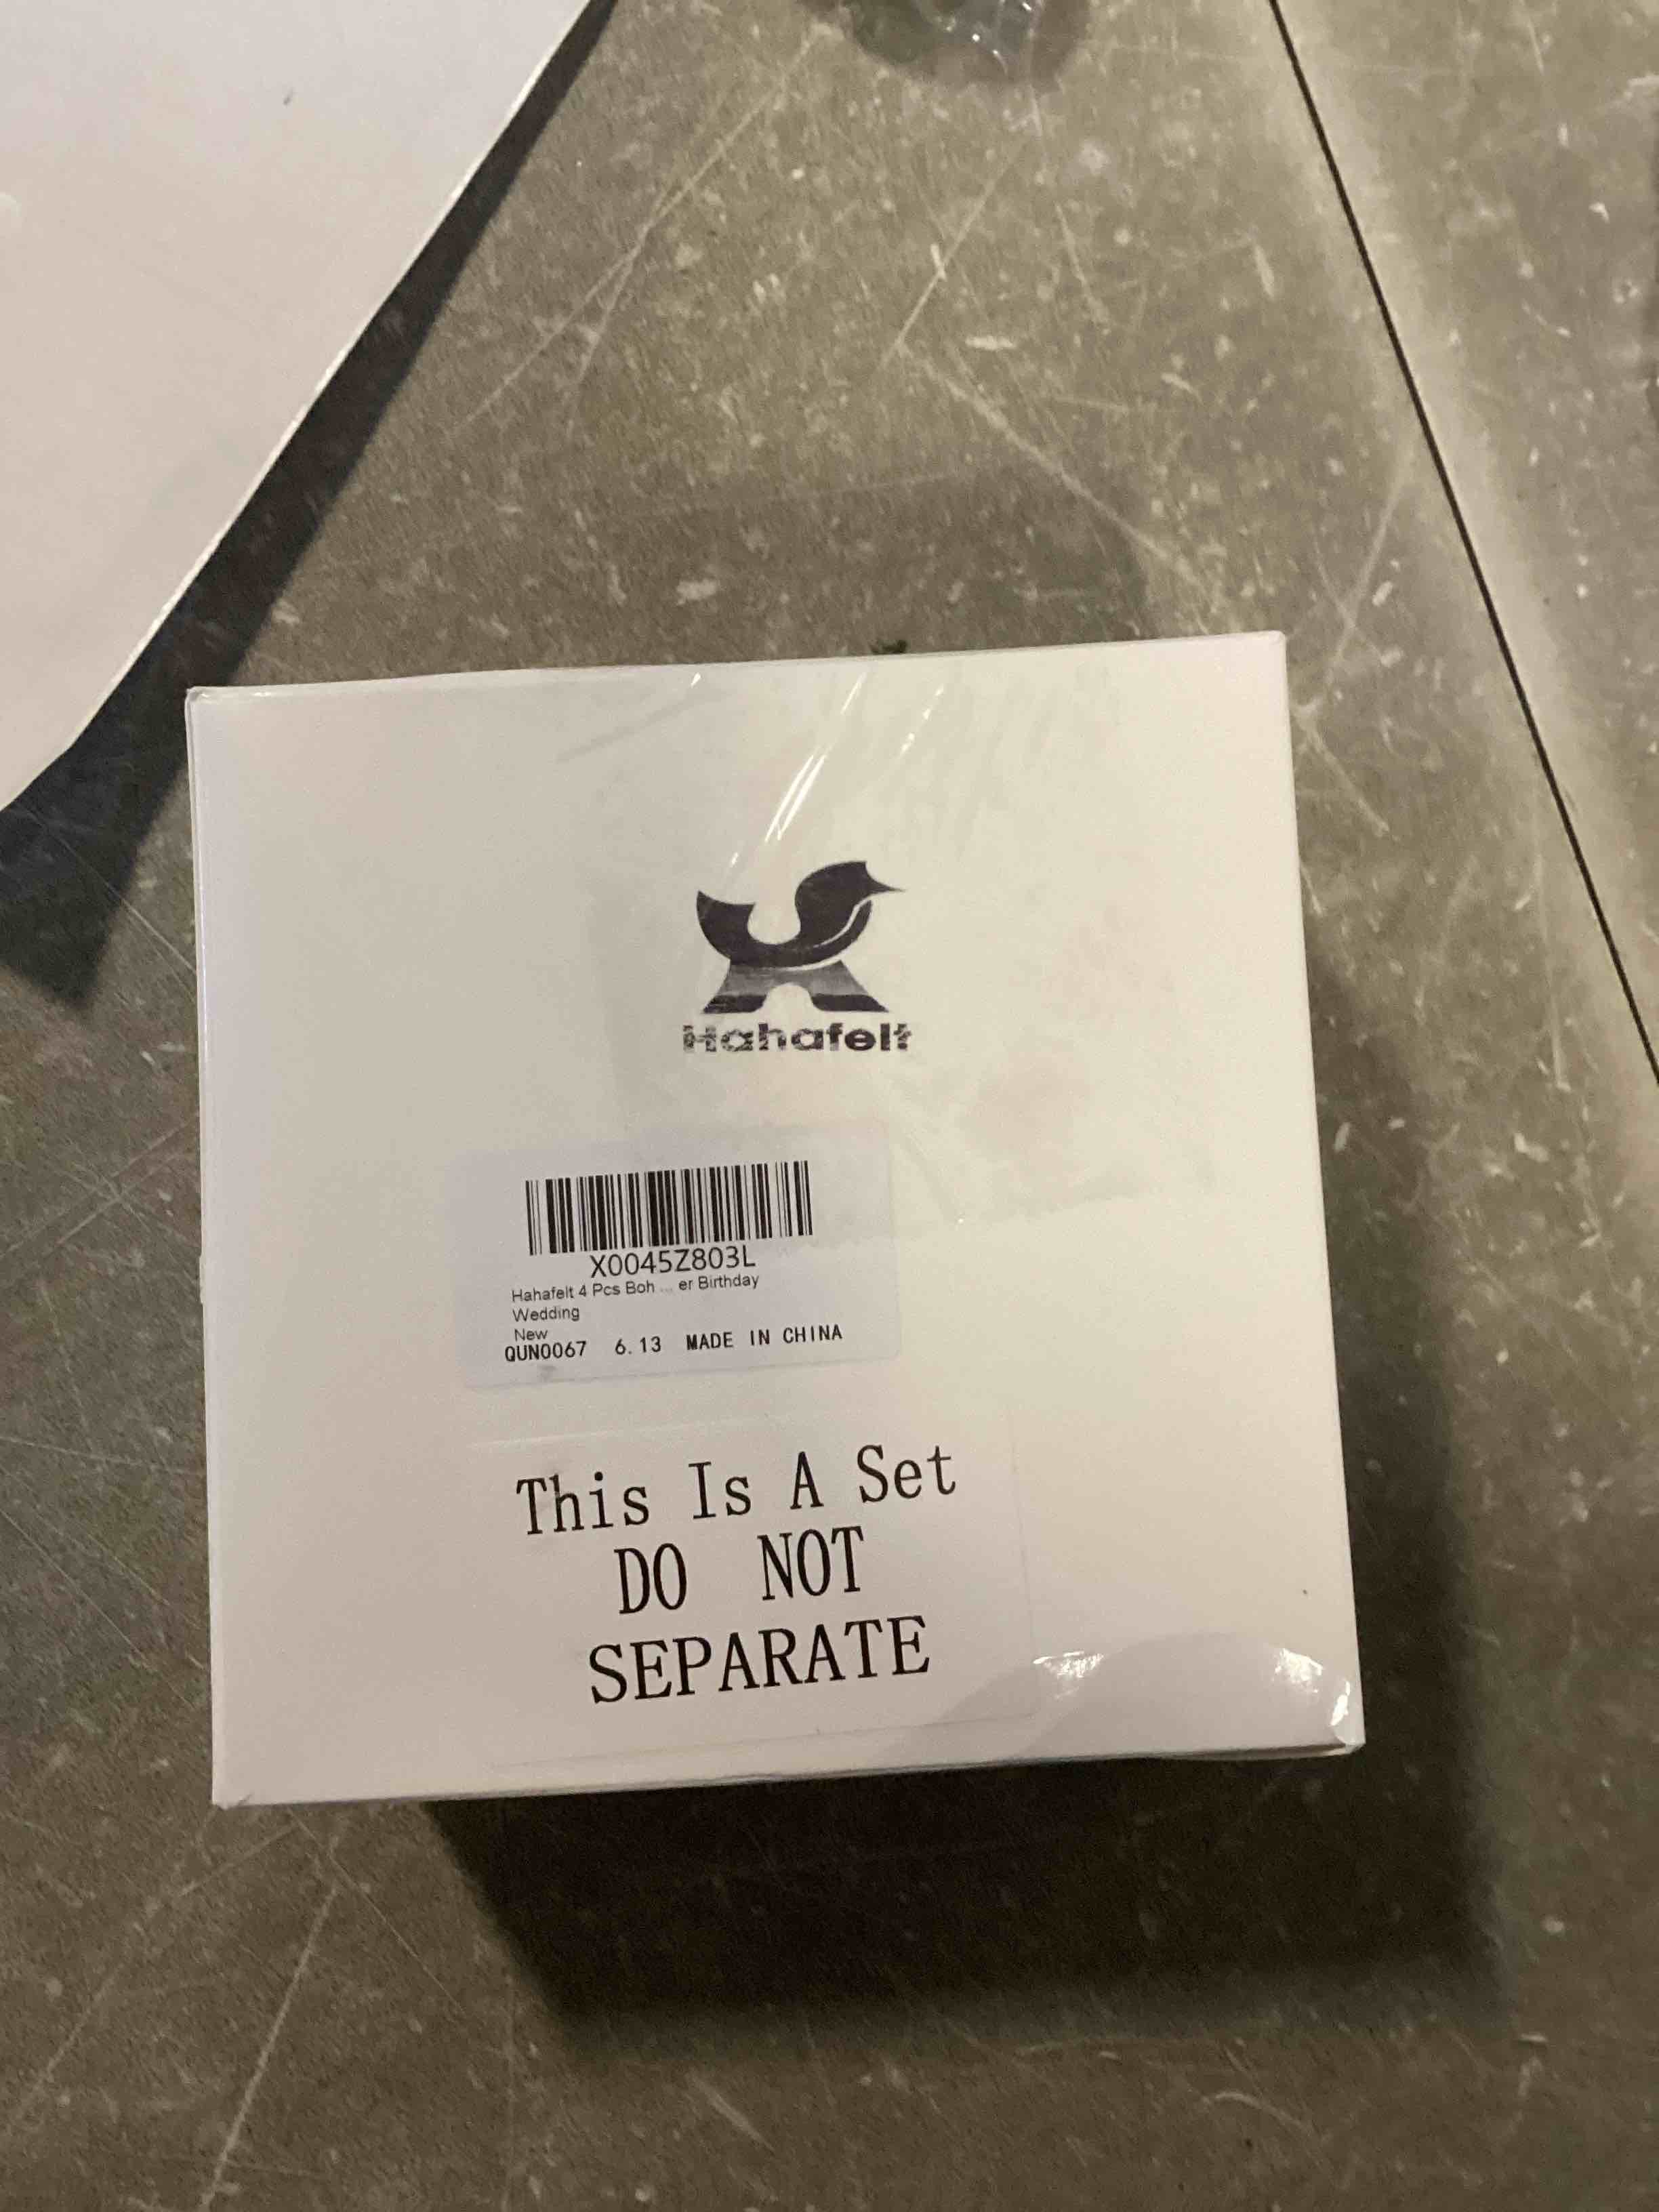 Hahafelt
X0045Z803L
Hahafelt 4 Pcs Boh ... er Birthday
Wedding
New
QUN0067 6.13 MADE IN CHINA
This Is A Set
DO NOT
SEPARATE